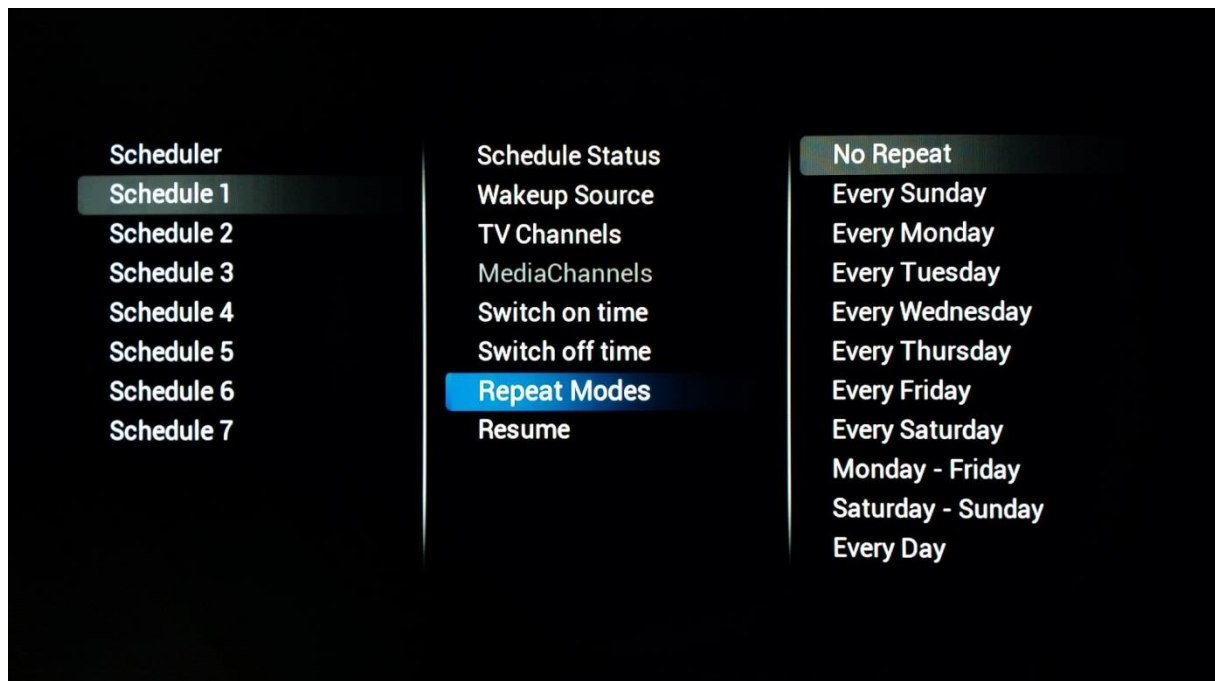 Scheduler
Schedule 1
Schedule 2
Schedule 3
Schedule 4
Schedule 5
Schedule 6
Schedule 7
Schedule Status
Wakeup Source
TV Channels
MediaChannels
Switch on time
Switch off time
Repeat Modes
Resume
No Repeat
Every Sunday
Every Monday
Every Tuesday
Every Wednesday
Every Thursday
Every Friday
Every Saturday
Monday - Friday
Saturday - Sunday
Every Day